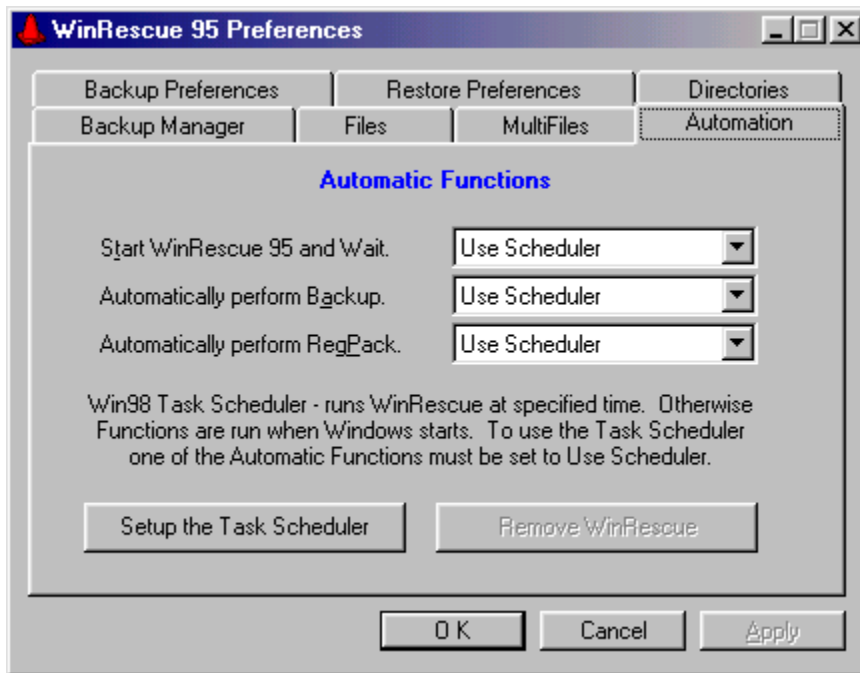 WinRescue 95 Preferences
Backup Preferences
Restore Preferences
Directories
Backup Manager
Files
MultiFiles
Automation
Automatic Functions
Start WinRescue 95 and Wait.
Use Scheduler
Automatically perform Backup.
Use Scheduler
Automatically perform RegPack.
Use Scheduler
Win98 Task Scheduler - runs WinRescue at specified time. Otherwise
Functions are run when Windows starts. To use the Task Scheduler
one of the Automatic Functions must be set to Use Scheduler.
Setup the Task Scheduler
Remove WinRescue
O K
Cancel
Apply